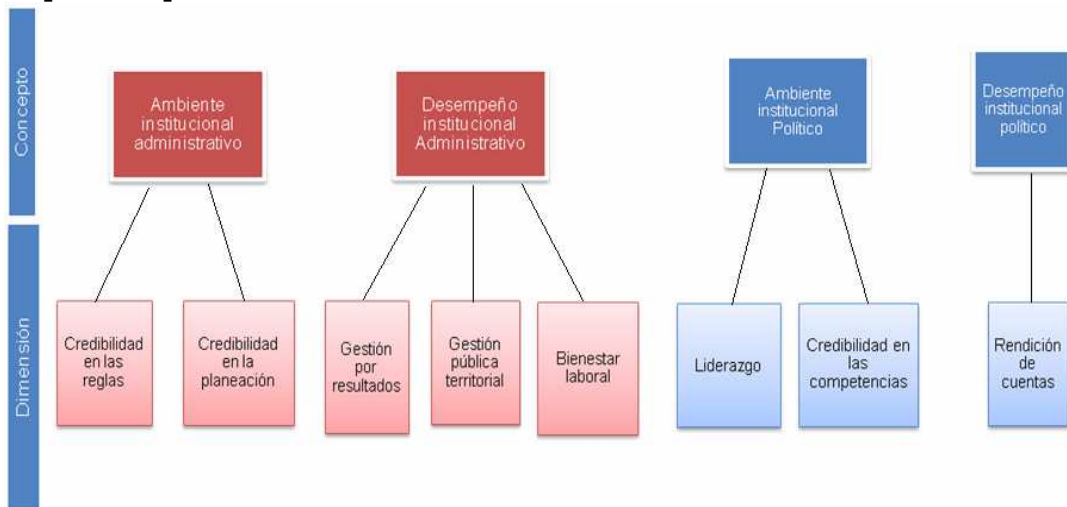 Concepto
Ambiente
institucional
administrativo
Desempeño
institucional
Administrativo
Ambiente
institucional
Político
Desempeño
institucional
político
Dimensión
Credibilidad
en las
reglas
Credibilidad
en la
planeación
Gestión
por
resultados
Gestión
pública
territorial
Bienestar
laboral
Liderazgo
Credibilidad en
las
competencias
Rendición
de
cuentas